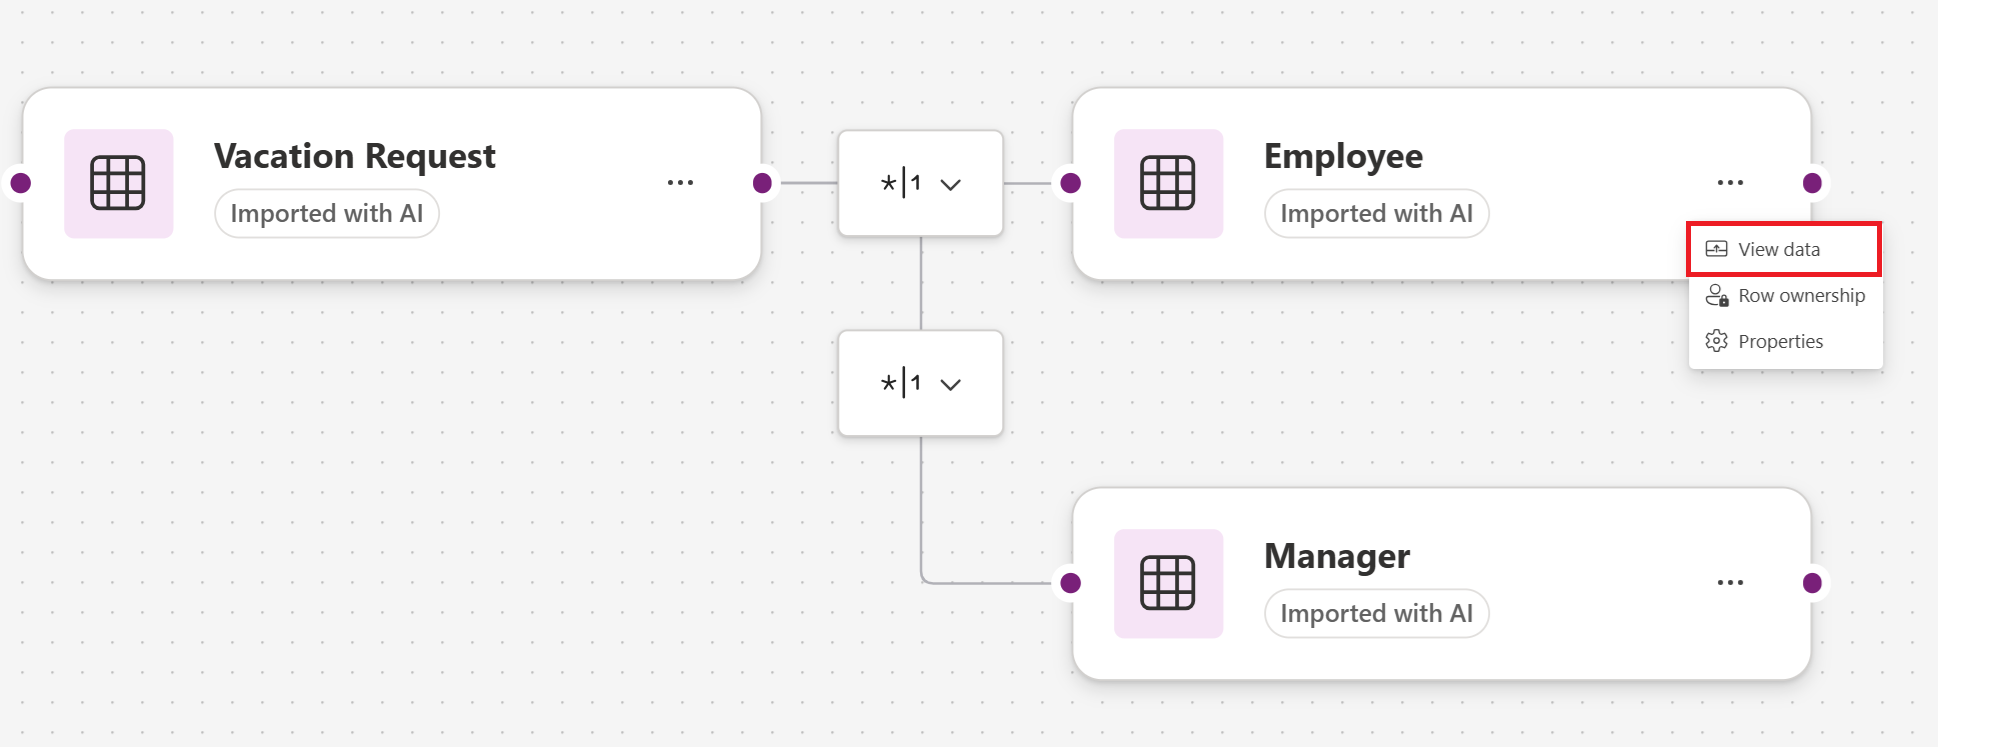 Vacation Request
Imported with AI
*|1
Employee
Imported with AI
View data
Row ownership
Properties
*|1
Manager
Imported with AI